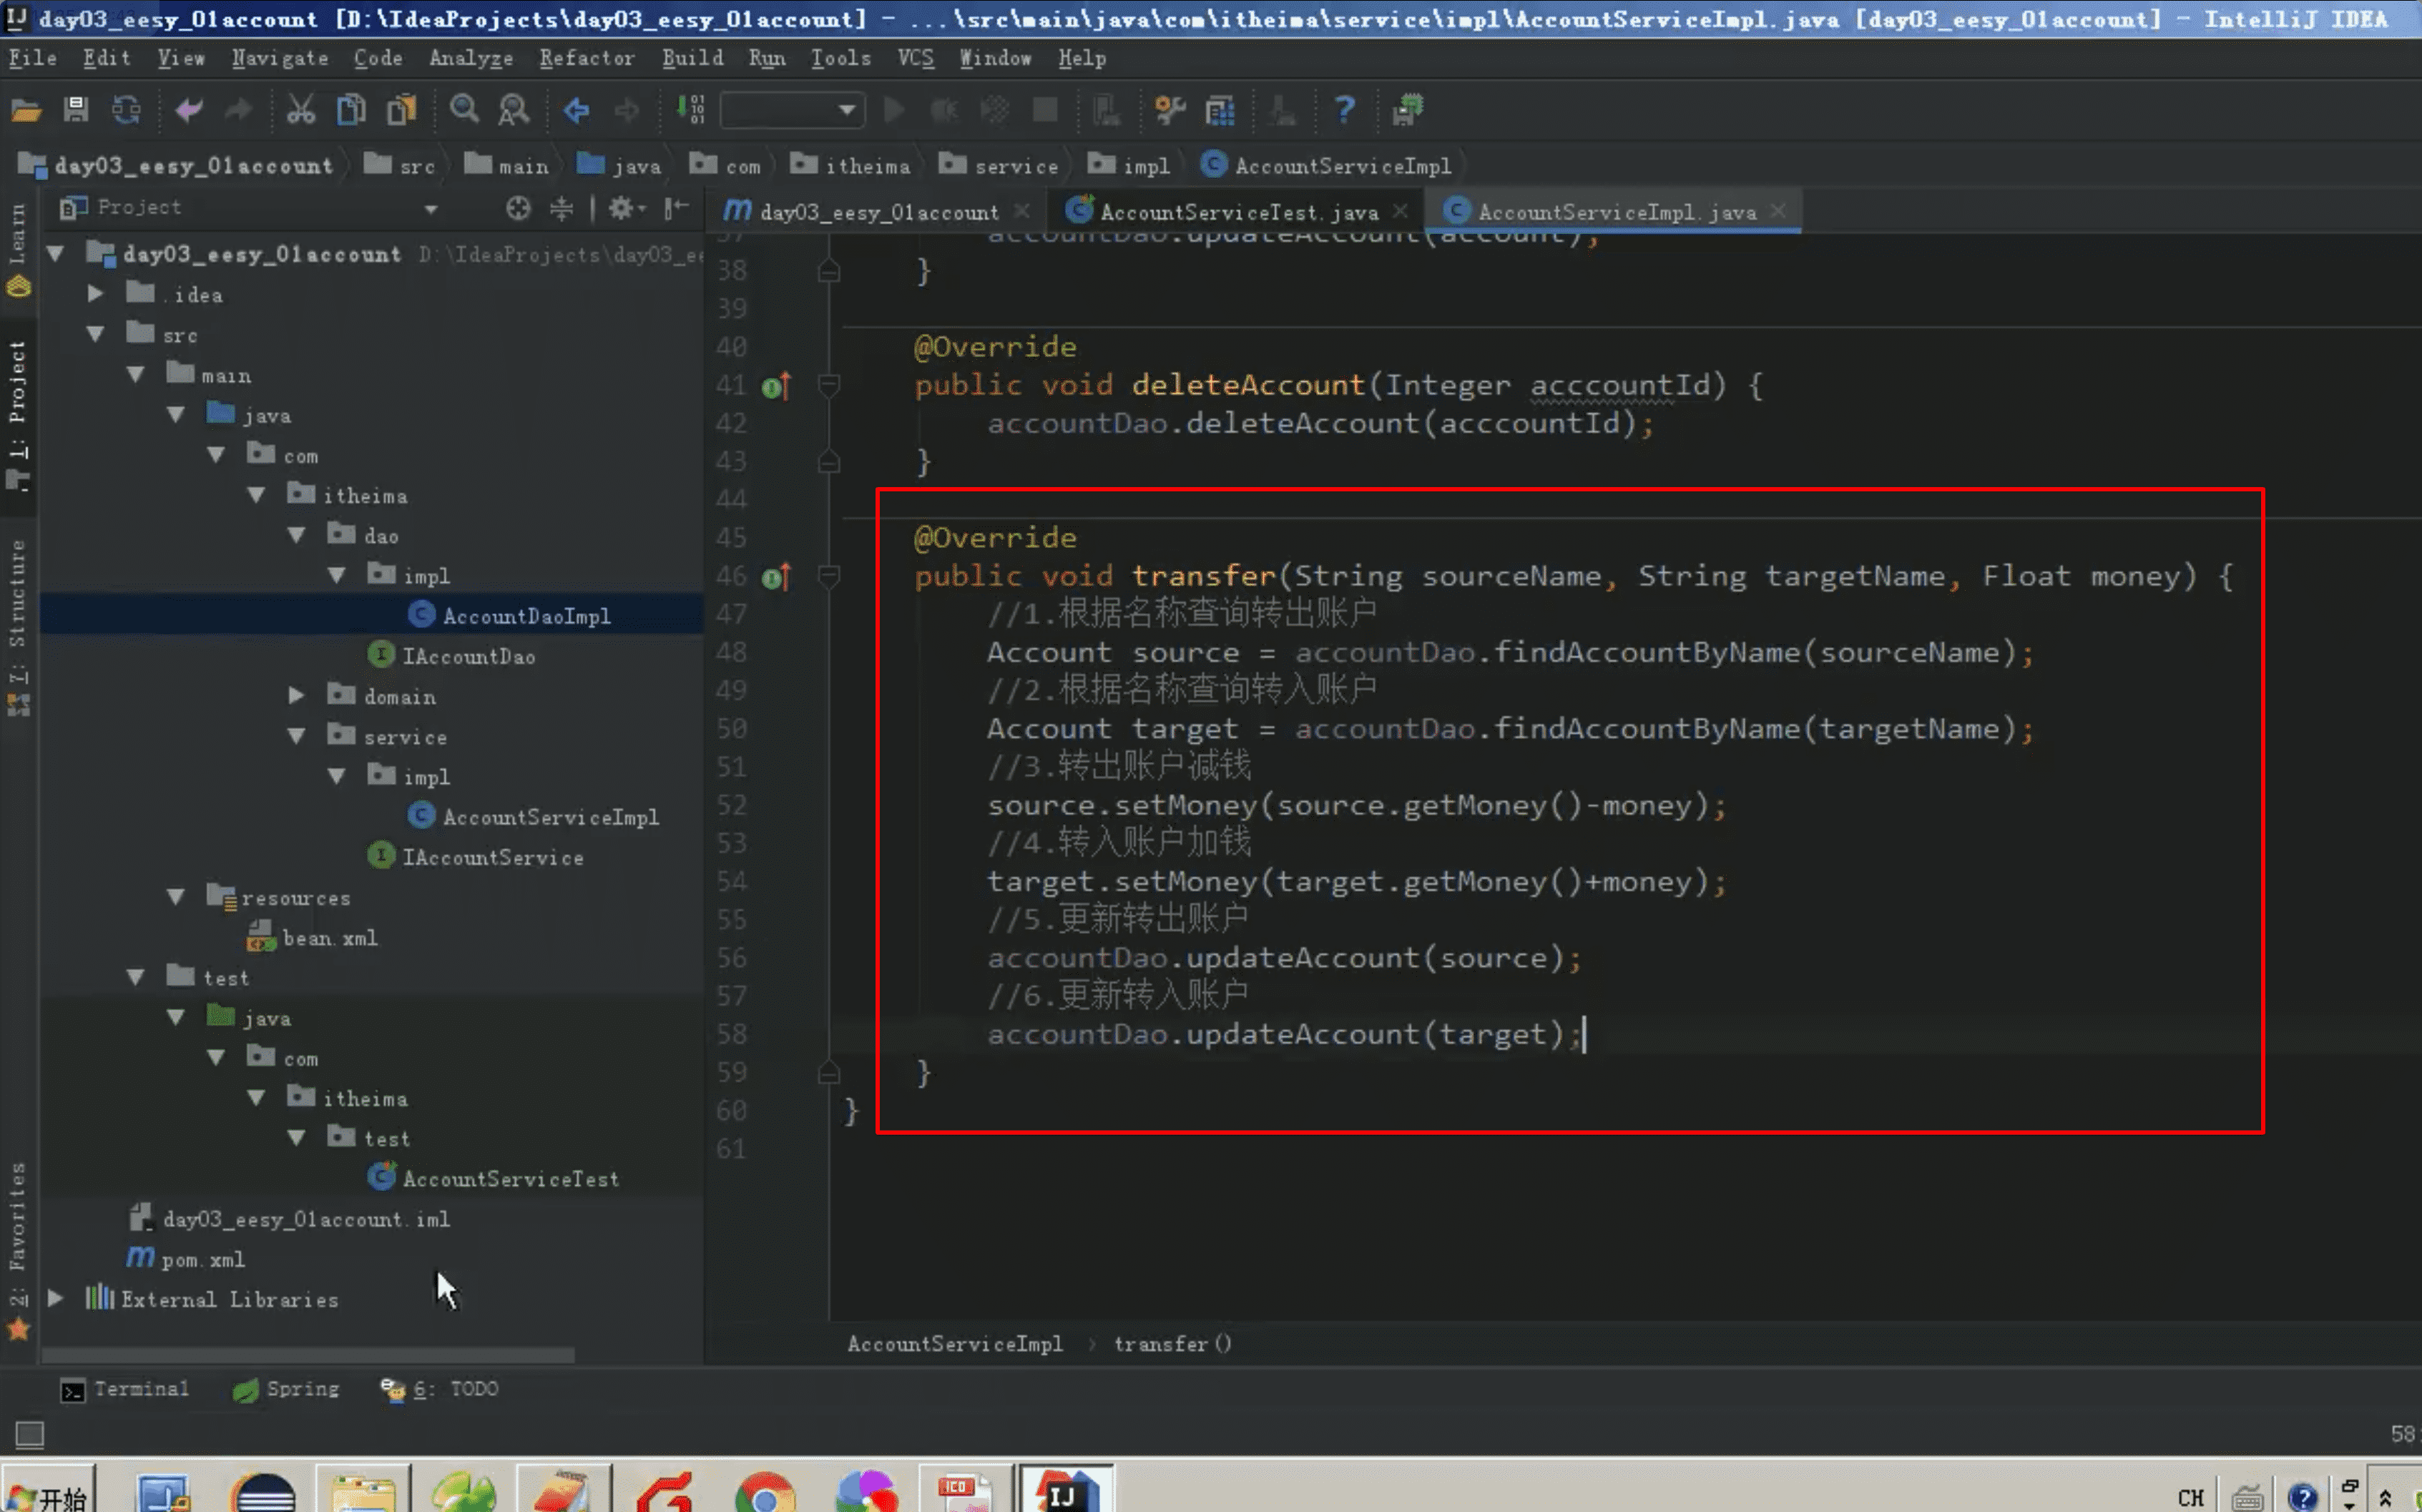 day03_eesy_01account [D:\IdeaProjects\day03_eesy_01account] - ...\src\main\java\com\itheima\service\impl\AccountServiceImpl.java [day03_eesy_01account] - IntelliJ IDEA
File Edit View Navigate Code Analyze Refactor Build Run Tools VCS Window Help
day03_eesy_01account src main java com itheima service impl AccountServiceImpl
Project
day03_eesy_01account AccountServiceTest.java AccountServiceImpl.java
Learn
1: Project
7: Structure
2: Favorites
day03_eesy_01account D:\IdeaProjects\day03_ee
.idea
src
main
java
com
itheima
dao
impl
AccountDaoImpl
IAccountDao
domain
service
impl
AccountServiceImpl
IAccountService
resources
bean.xml
test
java
com
itheima
test
AccountServiceTest
day03_eesy_01account.iml
pom.xml
External Libraries
37 accountDao.updateAccount(account);
38 }
39
40 @Override
41 public void deleteAccount(Integer acccountId) {
42 accountDao.deleteAccount(acccountId);
43 }
44
45 @Override
46 public void transfer(String sourceName, String targetName, Float money) {
47 //1.根据名称查询转出账户
48 Account source = accountDao.findAccountByName(sourceName);
49 //2.根据名称查询转入账户
50 Account target = accountDao.findAccountByName(targetName);
51 //3.转出账户减钱
52 source.setMoney(source.getMoney()-money);
53 //4.转入账户加钱
54 target.setMoney(target.getMoney()+money);
55 //5.更新转出账户
56 accountDao.updateAccount(source);
57 //6.更新转入账户
58 accountDao.updateAccount(target);
59 }
60 }
61
AccountServiceImpl › transfer()
Terminal Spring 6: TODO
58
开始 ICO IJ CH